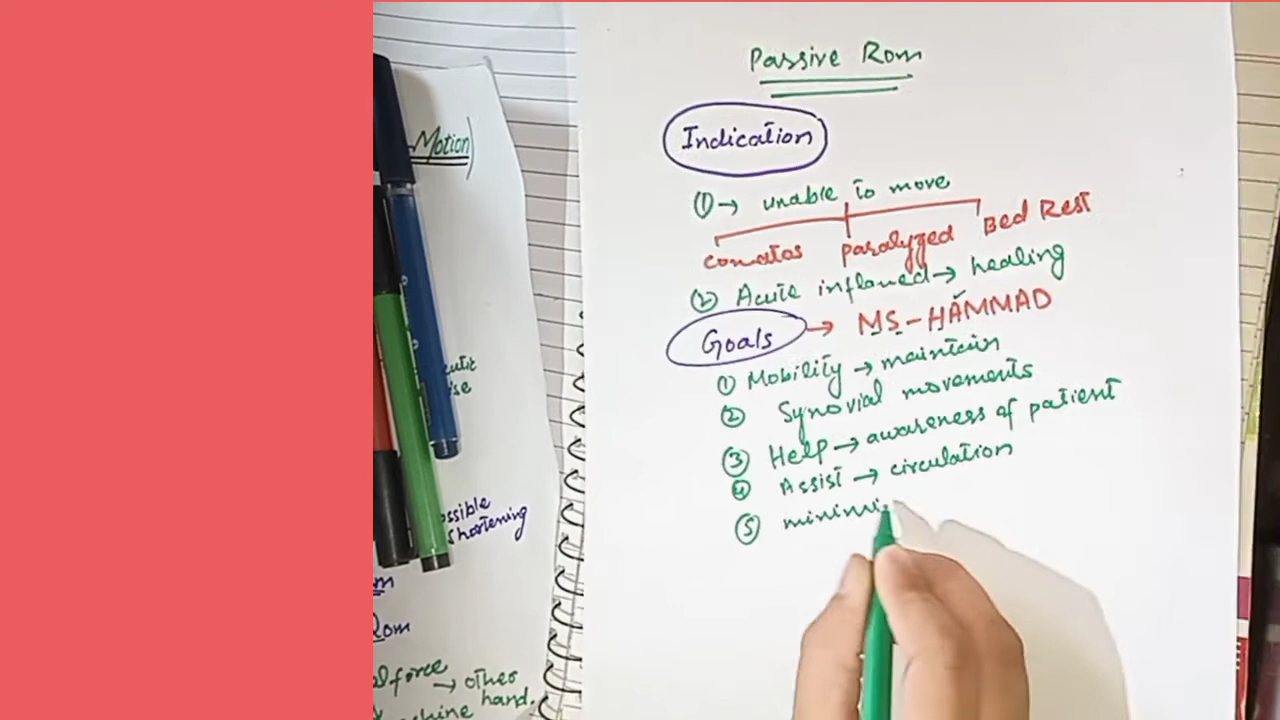 Passive Rom
Indication
① → unable to move
comatos paralyzed Bed Rest
② Acute inflamed → healing
Goals → MS-HAMMAD
① Mobility → maintain
② Synovial movements
③ Help → awareness of patient
④ Assist → circulation
⑤ minimi
Motion)
ossible
shortening
Rom
→ other
hand.